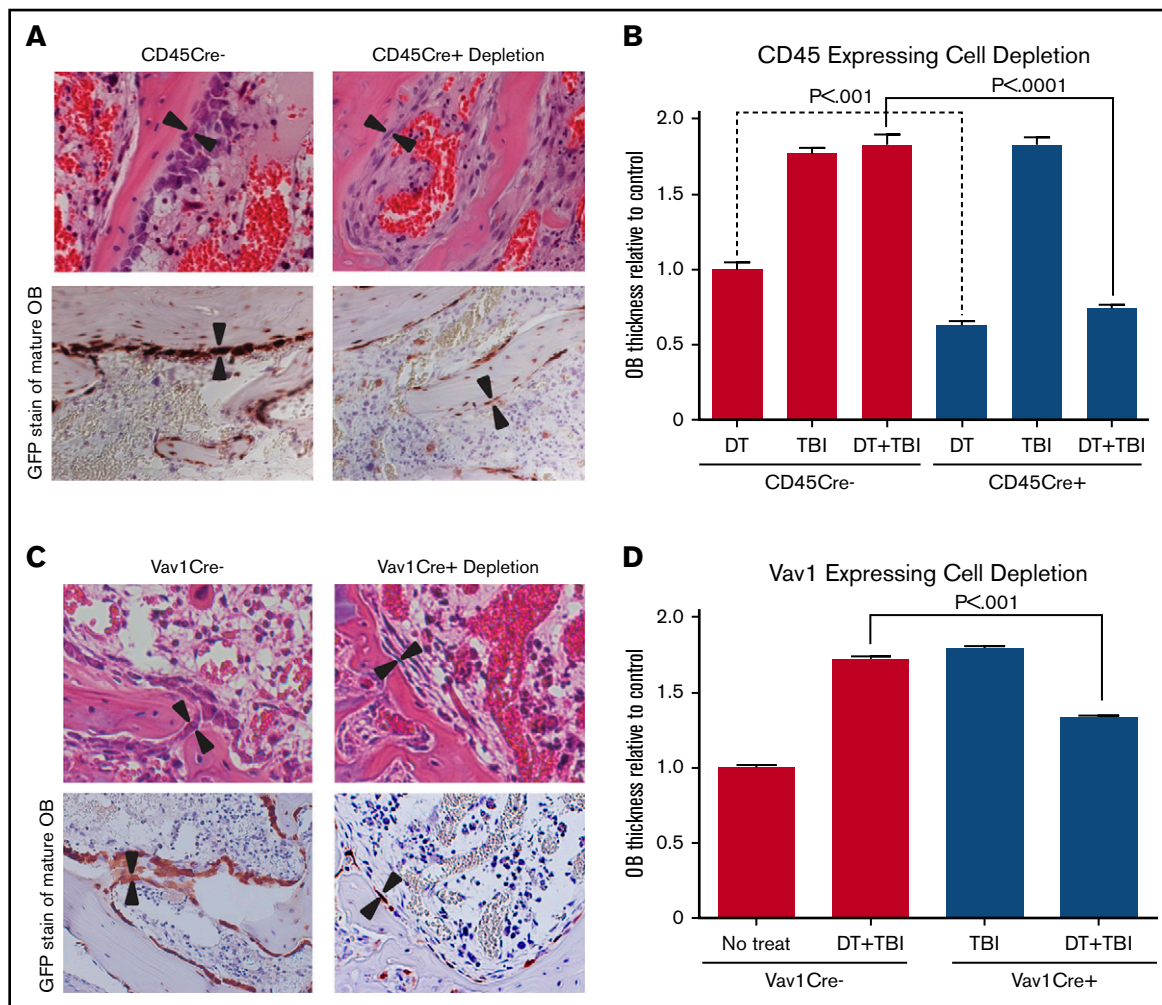 A
CD45Cre-
CD45Cre+ Depletion
GFP stain of mature OB
B
CD45 Expressing Cell Depletion
P<.001
P<.0001
OB thickness relative to control
2.0
1.5
1.0
0.5
0
DT
TBI
DT+TBI
DT
TBI
DT+TBI
CD45Cre-
CD45Cre+
C
Vav1Cre-
Vav1Cre+ Depletion
GFP stain of mature OB
D
Vav1 Expressing Cell Depletion
P<.001
OB thickness relative to control
2.0
1.5
1.0
0.5
0
No treat
DT+TBI
TBI
DT+TBI
Vav1Cre-
Vav1Cre+